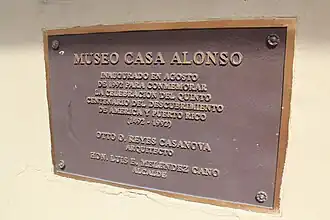 MUSEO CASA ALONSO
INAUGURADO EN AGOSTO
DE 1992 PARA CONMEMORAR
LA CELEBRACION DEL QUINTO
CENTENARIO DEL DESCUBRIMIENTO
DE AMERICA Y PUERTO RICO
(1492 - 1992)
OTTO O. REYES CASANOVA
ARQUITECTO
HON. LUIS E. MELENDEZ CANO
ALCALDE